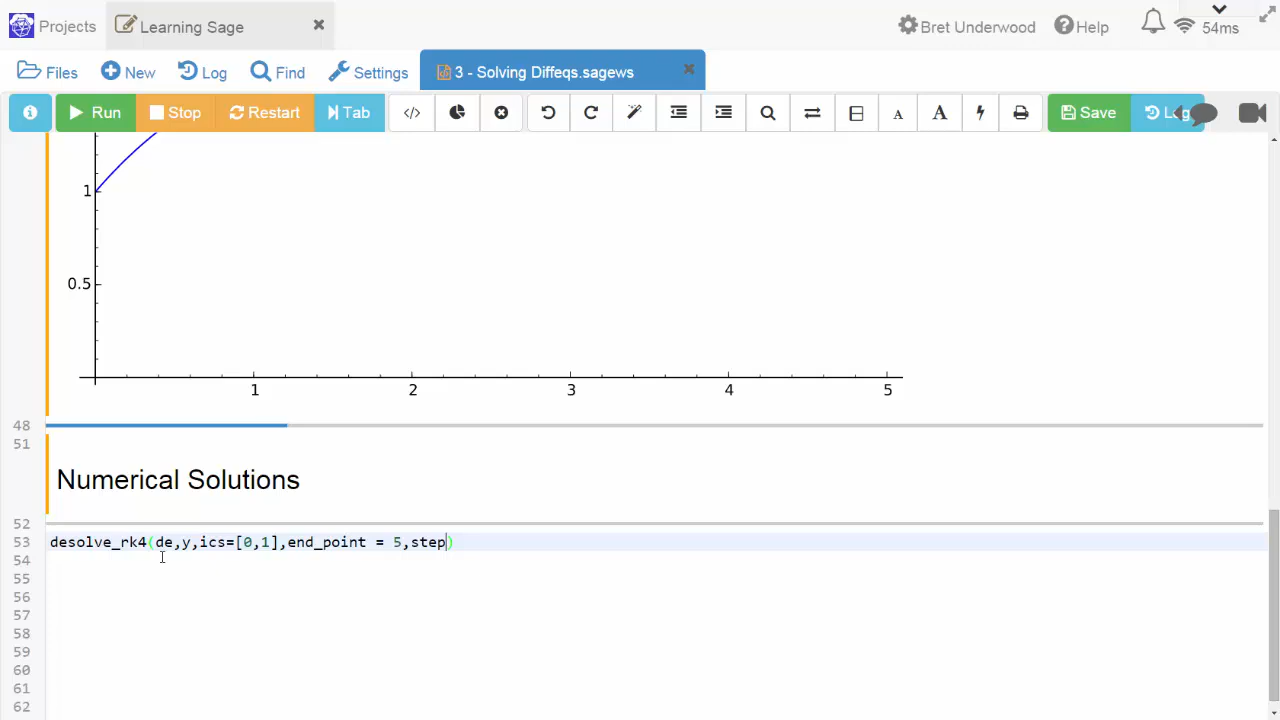 Projects
Learning Sage
Bret Underwood
Help
54ms
Files
New
Log
Find
Settings
3 - Solving Diffeqs.sagews
Run
Stop
Restart
Tab
</>
A
A
Save
1
0.5
1 2 3 4 5
48
51
Numerical Solutions
52
53 desolve_rk4(de,y,ics=[0,1],end_point = 5,step)
54
55
56
57
58
59
60
61
62